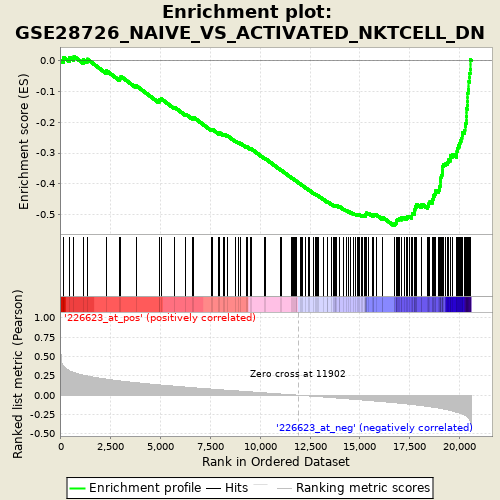 Enrichment plot:
GSE28726_NAIVE_VS_ACTIVATED_NKTCELL_DN
Enrichment score (ES)
0.0
-0.1
-0.2
-0.3
-0.4
-0.5
Ranked list metric (Pearson)
1.00
0.75
0.50
0.25
0.00
-0.25
-0.50
'226623_at_pos' (positively correlated)
Zero cross at 11902
'226623_at_neg' (negatively correlated)
0 2,500 5,000 7,500 10,000 12,500 15,000 17,500 20,000
Rank in Ordered Dataset
Enrichment profile Hits Ranking metric scores